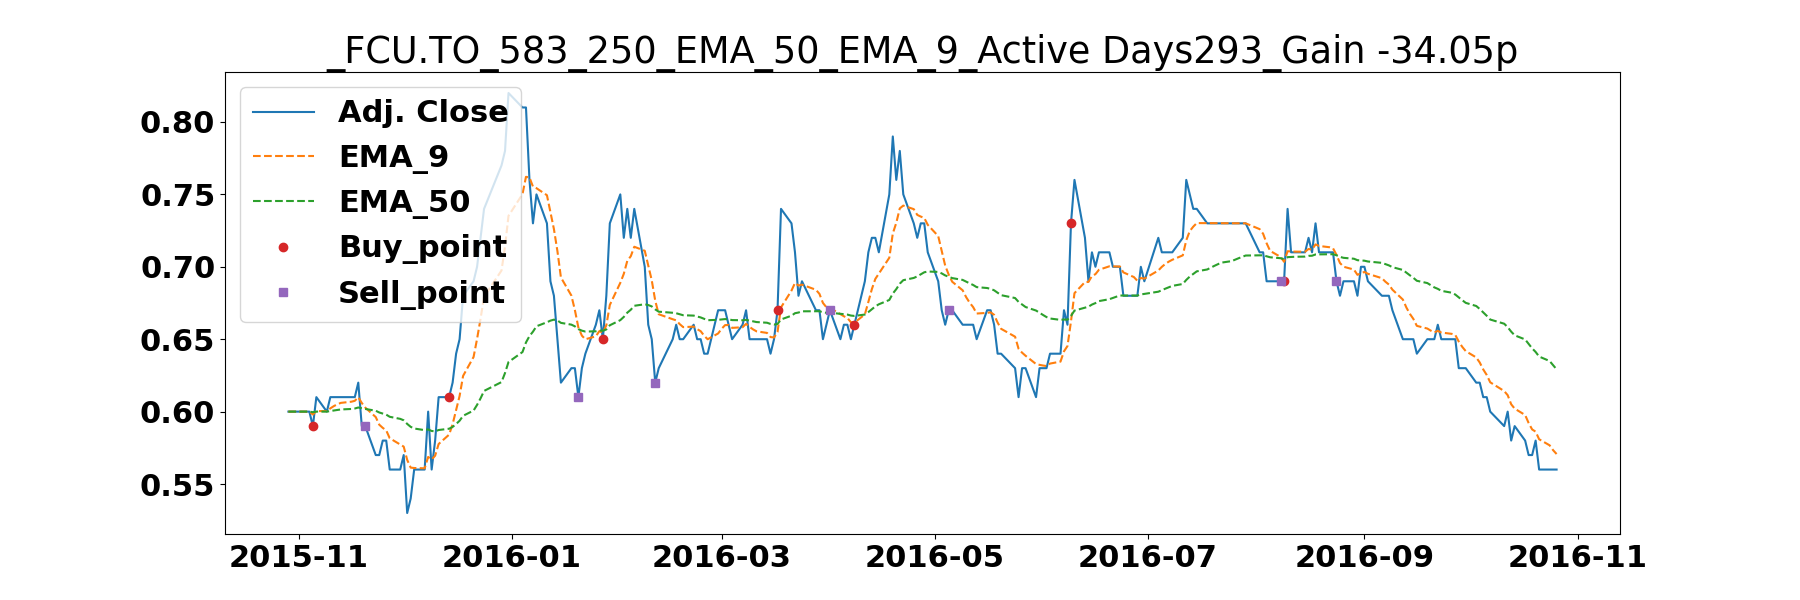 _FCU.TO_583_250_EMA_50_EMA_9_Active Days293_Gain -34.05p
Adj. Close
EMA_9
EMA_50
Buy_point
Sell_point
0.80
0.75
0.70
0.65
0.60
0.55
2015-11 2016-01 2016-03 2016-05 2016-07 2016-09 2016-11